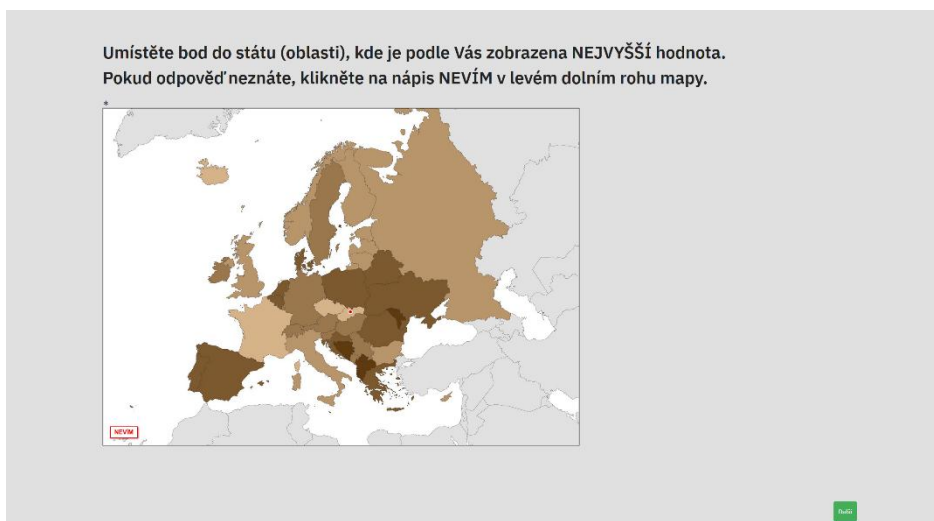 Umístěte bod do státu (oblasti), kde je podle Vás zobrazena NEJVYŠŠÍ hodnota.
Pokud odpověď neznáte, klikněte na nápis NEVÍM v levém dolním rohu mapy.
*
NEVÍM
Další